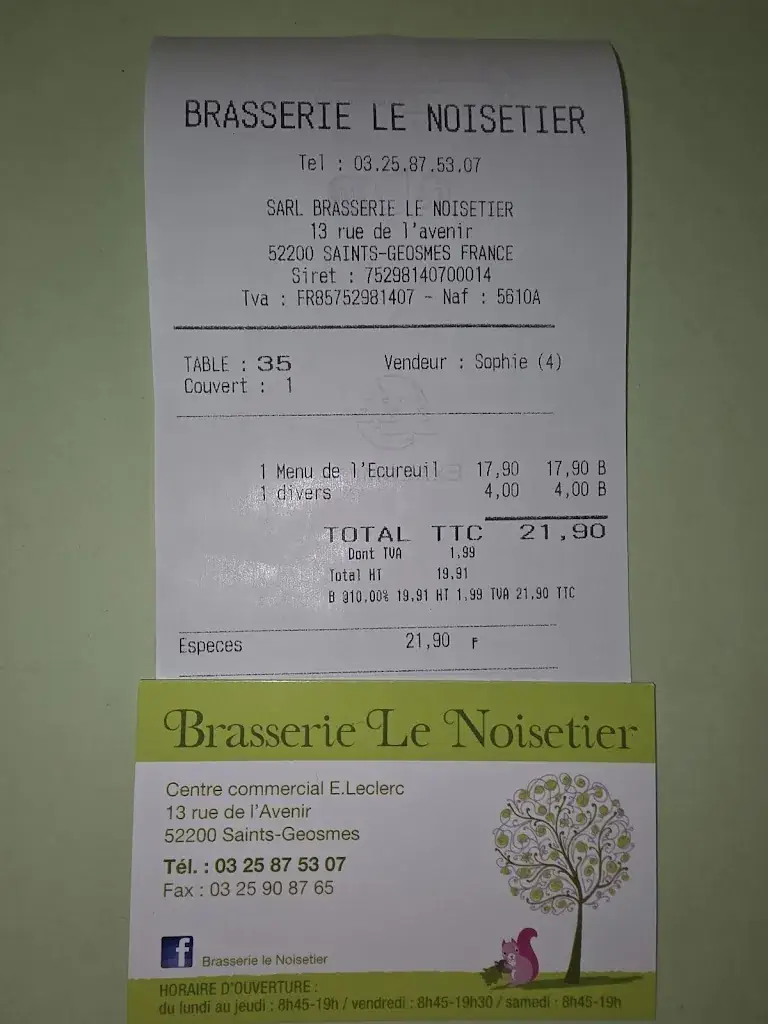 BRASSERIE LE NOISETIER
Tel : 03.25.87.53.07
SARL BRASSERIE LE NOISETIER
13 rue de l'avenir
52200 SAINTS-GEOSMES FRANCE
Siret : 75298140700014
Tva : FR85752981407 - Naf : 5610A
TABLE : 35 Vendeur : Sophie (4)
Couvert : 1
1 Menu de l'Ecureuil 17,90 17,90 B
1 divers 4,00 4,00 B
TOTAL TTC 21,90
Dont TVA 1,99
Total HT 19,91
B @10,00% 19,91 HT 1,99 TVA 21,90 TTC
Especes 21,90 F
Brasserie Le Noisetier
Centre commercial E.Leclerc
13 rue de l'Avenir
52200 Saints-Geosmes
Tél. : 03 25 87 53 07
Fax : 03 25 90 87 65
f Brasserie le Noisetier
HORAIRE D'OUVERTURE :
du lundi au jeudi : 8h45-19h / vendredi : 8h45-19h30 / samedi : 8h45-19h